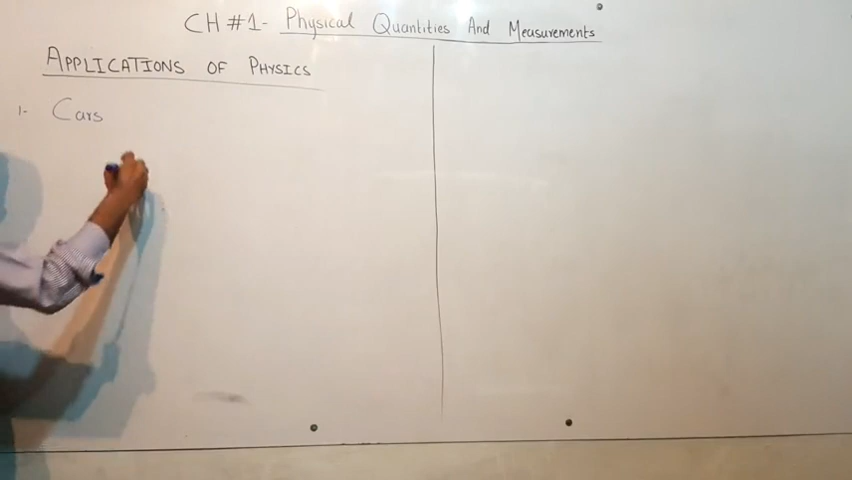 CH #1- Physical Quantities And Measurements
APPLICATIONS OF PHYSICS
1- Cars